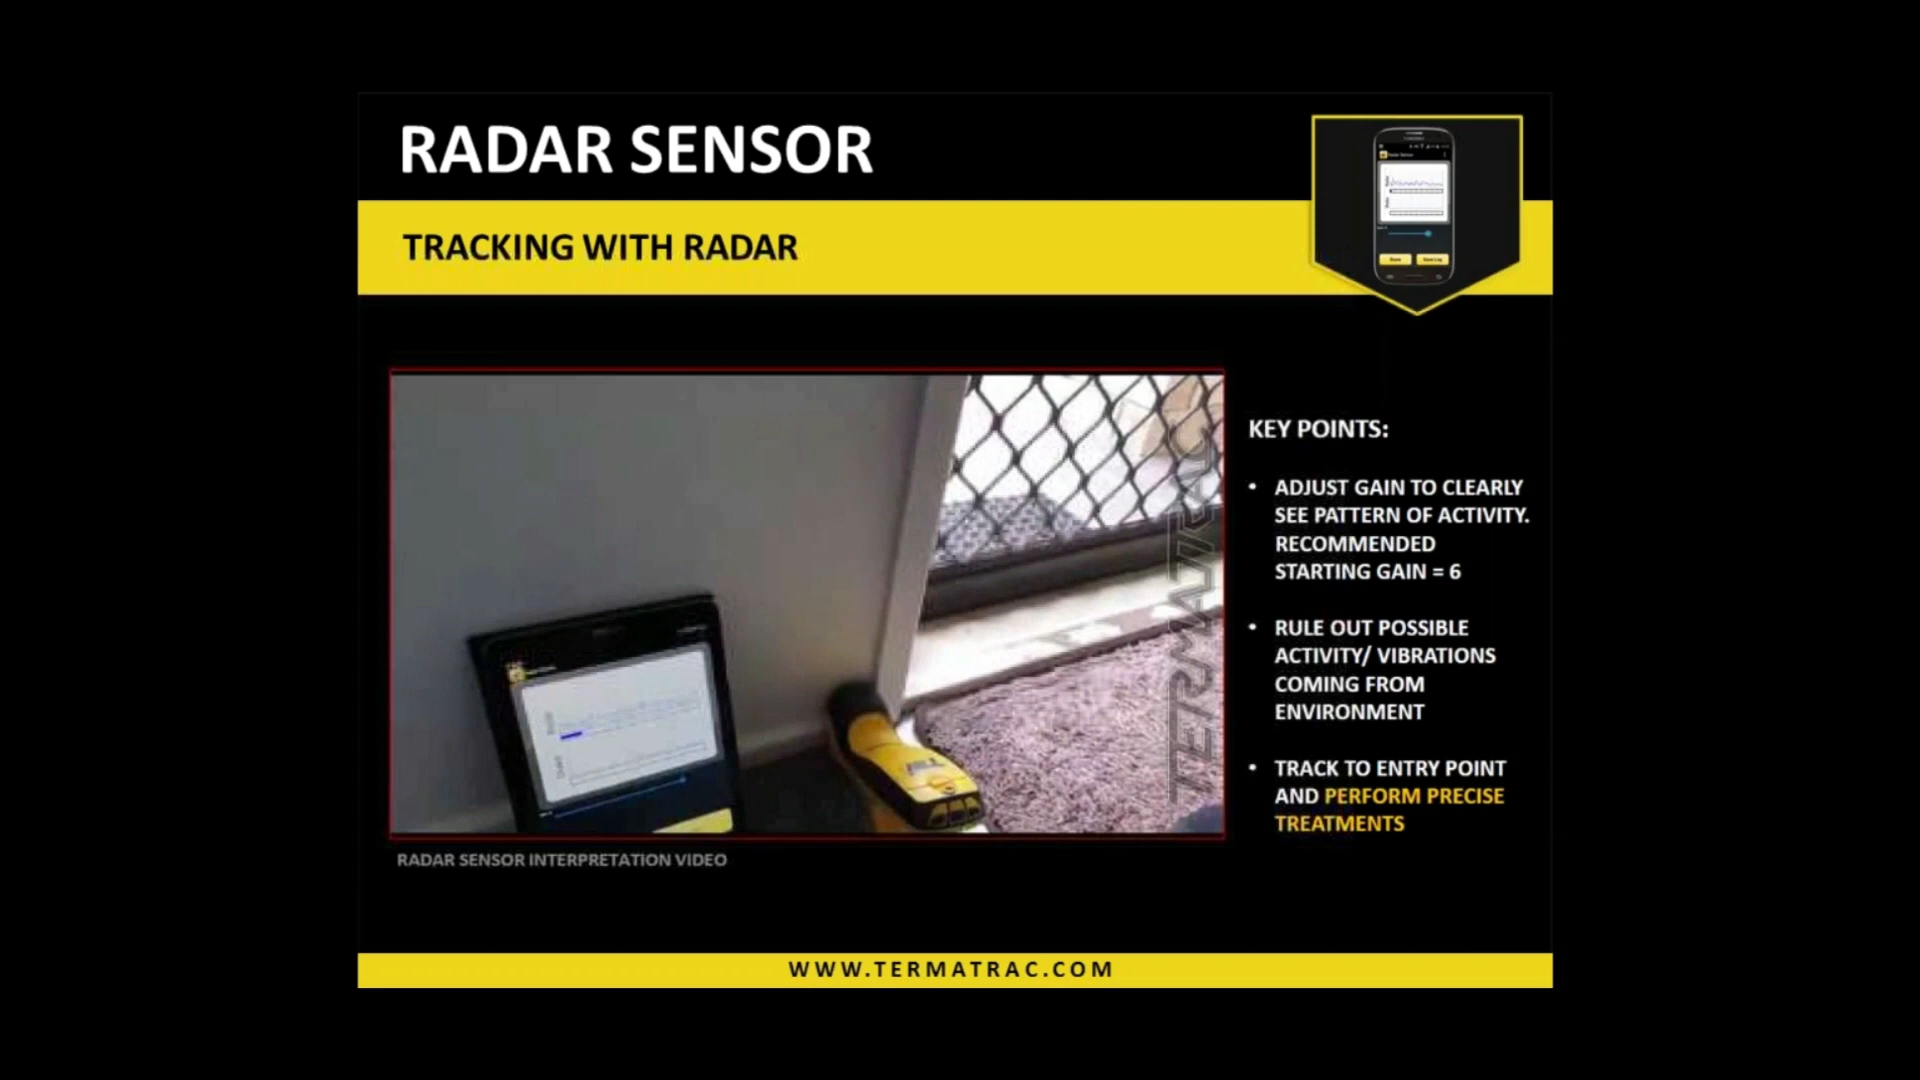 RADAR SENSOR
TRACKING WITH RADAR
KEY POINTS:
• ADJUST GAIN TO CLEARLY
SEE PATTERN OF ACTIVITY.
RECOMMENDED
STARTING GAIN = 6
• RULE OUT POSSIBLE
ACTIVITY/ VIBRATIONS
COMING FROM
ENVIRONMENT
• TRACK TO ENTRY POINT
AND PERFORM PRECISE
TREATMENTS
TERMATRAC
RADAR SENSOR INTERPRETATION VIDEO
WWW.TERMATRAC.COM